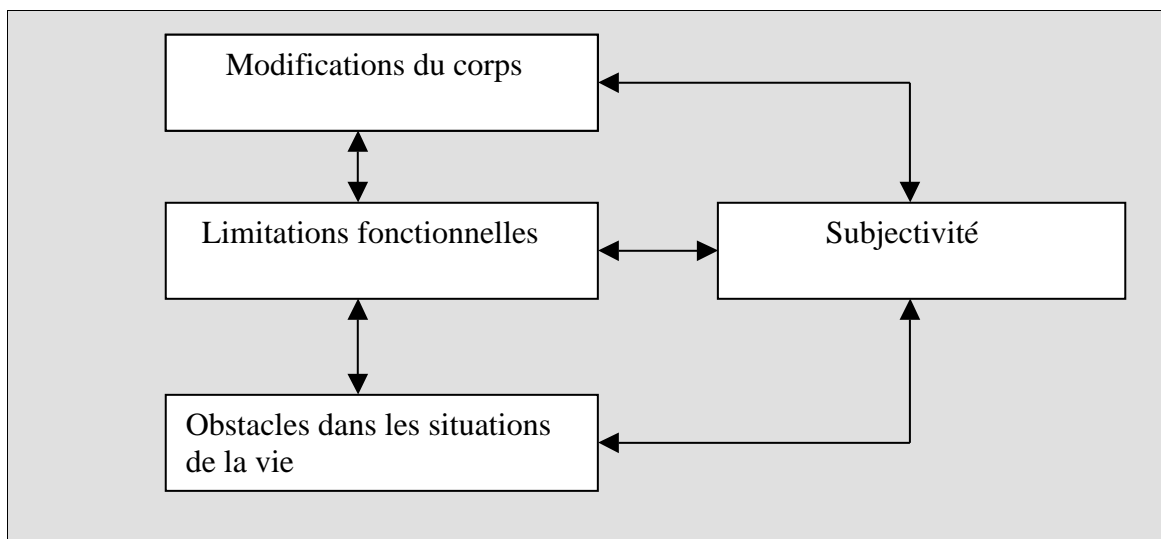 Modifications du corps
Limitations fonctionnelles
Subjectivité
Obstacles dans les situations
de la vie